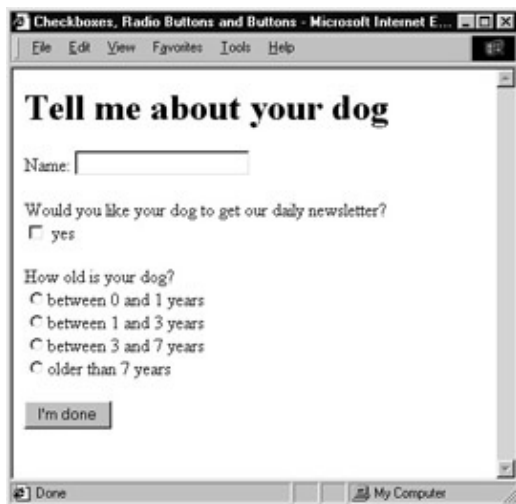 Checkboxes, Radio Buttons and Buttons - Microsoft Internet E...
File Edit View Favorites Tools Help
Tell me about your dog
Name:
Would you like your dog to get our daily newsletter?
yes
How old is your dog?
between 0 and 1 years
between 1 and 3 years
between 3 and 7 years
older than 7 years
I'm done
Done My Computer